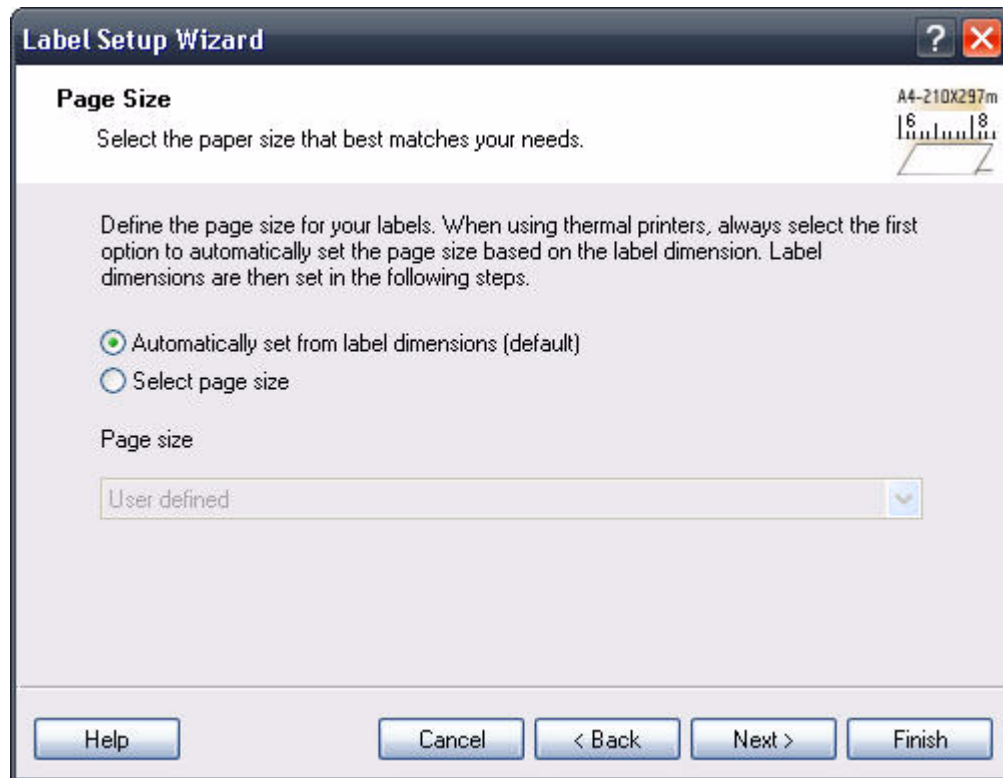 Label Setup Wizard
?
Page Size
Select the paper size that best matches your needs.
A4-210X297m
6 8
Define the page size for your labels. When using thermal printers, always select the first
option to automatically set the page size based on the label dimension. Label
dimensions are then set in the following steps.
Automatically set from label dimensions (default)
Select page size
Page size
User defined
Help
Cancel
< Back
Next >
Finish